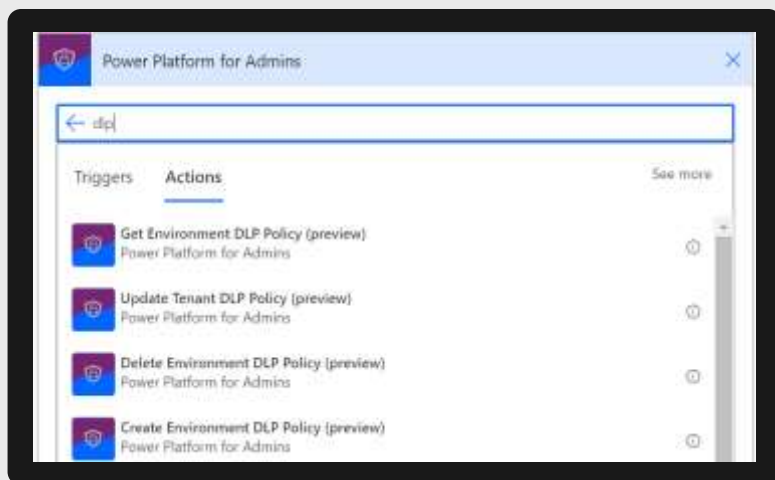 Power Platform for Admins
dlp
Triggers Actions See more
Get Environment DLP Policy (preview)
Power Platform for Admins
Update Tenant DLP Policy (preview)
Power Platform for Admins
Delete Environment DLP Policy (preview)
Power Platform for Admins
Create Environment DLP Policy (preview)
Power Platform for Admins